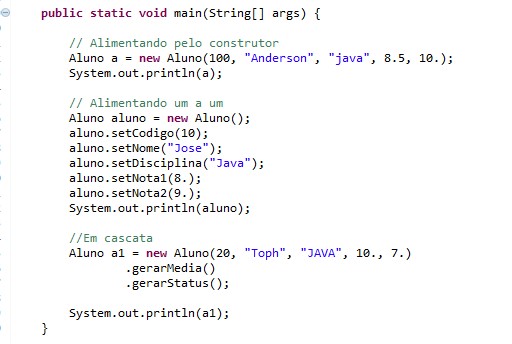 public static void main(String[] args) {
// Alimentando pelo construtor
Aluno a = new Aluno(100, "Anderson", "java", 8.5, 10.);
System.out.println(a);
// Alimentando um a um
Aluno aluno = new Aluno();
aluno.setCodigo(10);
aluno.setNome("Jose");
aluno.setDisciplina("Java");
aluno.setNota1(8.);
aluno.setNota2(9.);
System.out.println(aluno);
//Em cascata
Aluno a1 = new Aluno(20, "Toph", "JAVA", 10., 7.)
.gerarMedia()
.gerarStatus();
System.out.println(a1);
}